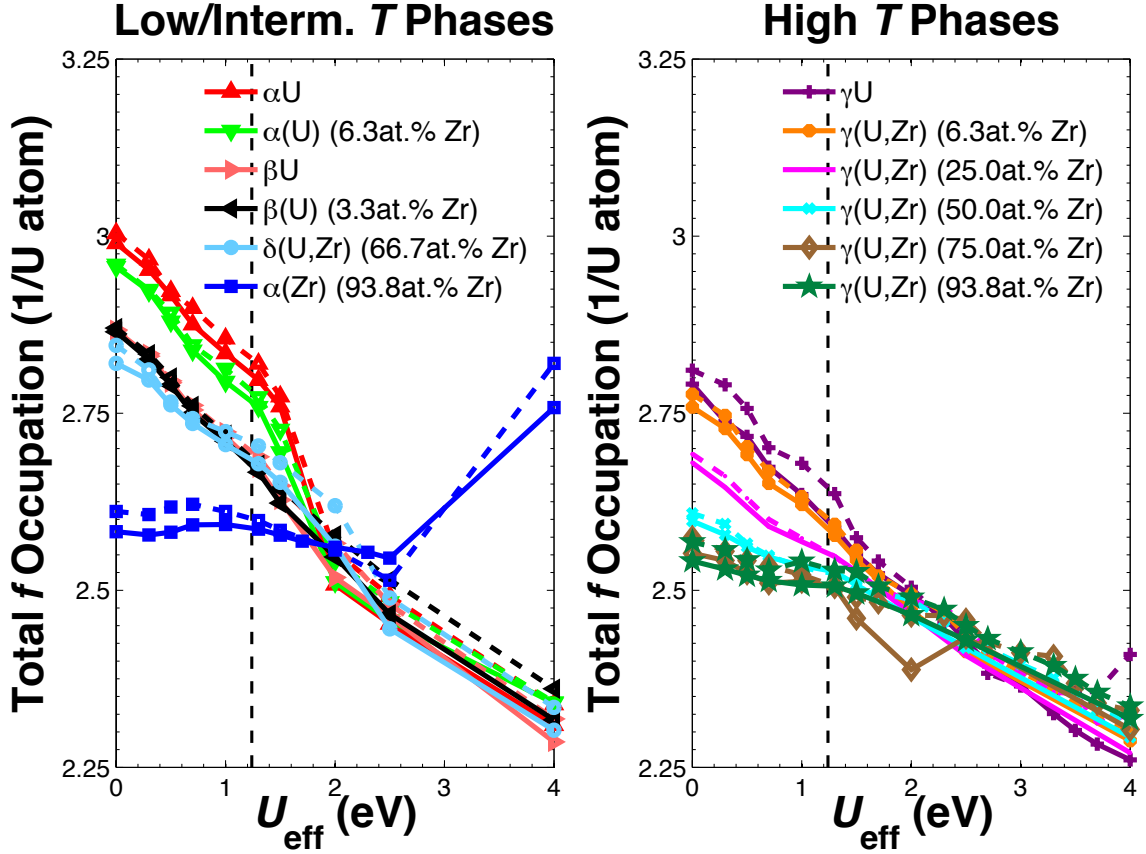 Low/Interm. T Phases
Total f Occupation (1/U atom)
3.25
3
2.75
2.5
2.25
αU
α(U) (6.3at.% Zr)
βU
β(U) (3.3at.% Zr)
δ(U,Zr) (66.7at.% Zr)
α(Zr) (93.8at.% Zr)
0 1 2 3 4
Ueff (eV)
High T Phases
Total f Occupation (1/U atom)
3.25
3
2.75
2.5
2.25
γU
γ(U,Zr) (6.3at.% Zr)
γ(U,Zr) (25.0at.% Zr)
γ(U,Zr) (50.0at.% Zr)
γ(U,Zr) (75.0at.% Zr)
γ(U,Zr) (93.8at.% Zr)
0 1 2 3 4
Ueff (eV)